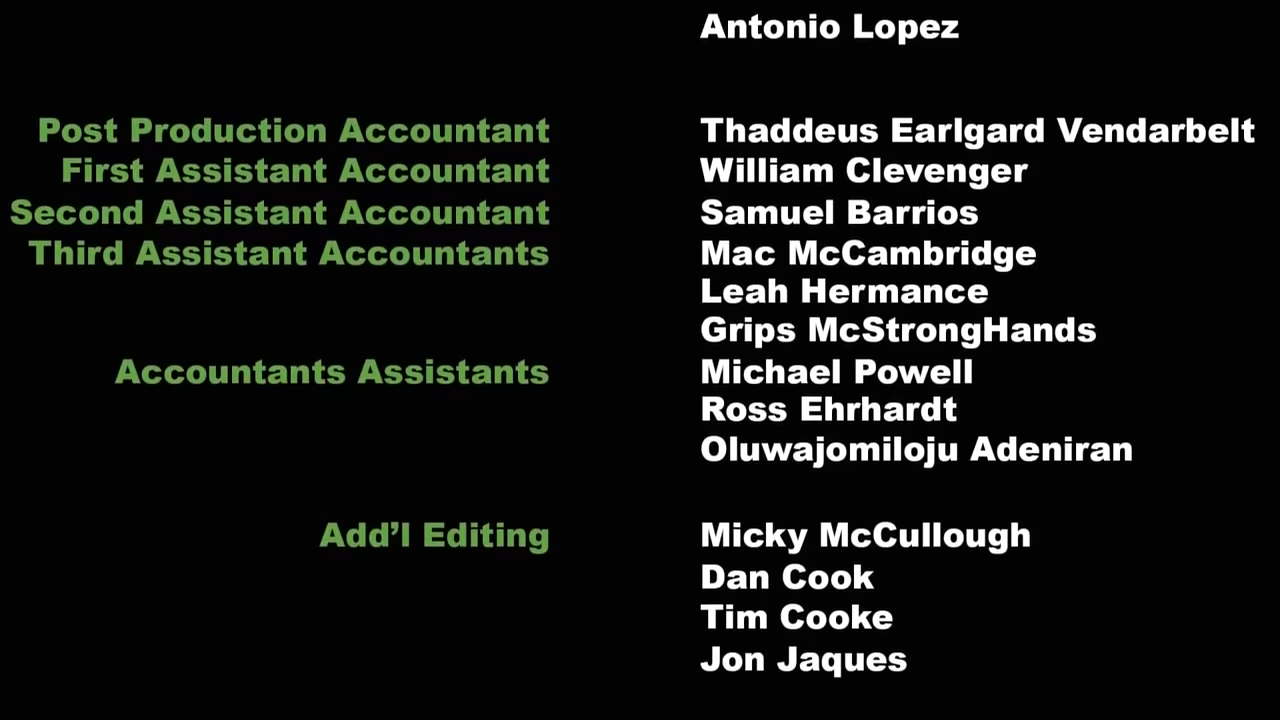 Antonio Lopez
Post Production Accountant Thaddeus Earlgard Vendarbelt
First Assistant Accountant William Clevenger
Second Assistant Accountant Samuel Barrios
Third Assistant Accountants Mac McCambridge
Leah Hermance
Grips McStrongHands
Accountants Assistants Michael Powell
Ross Ehrhardt
Oluwajomiloju Adeniran
Add’l Editing Micky McCullough
Dan Cook
Tim Cooke
Jon Jaques